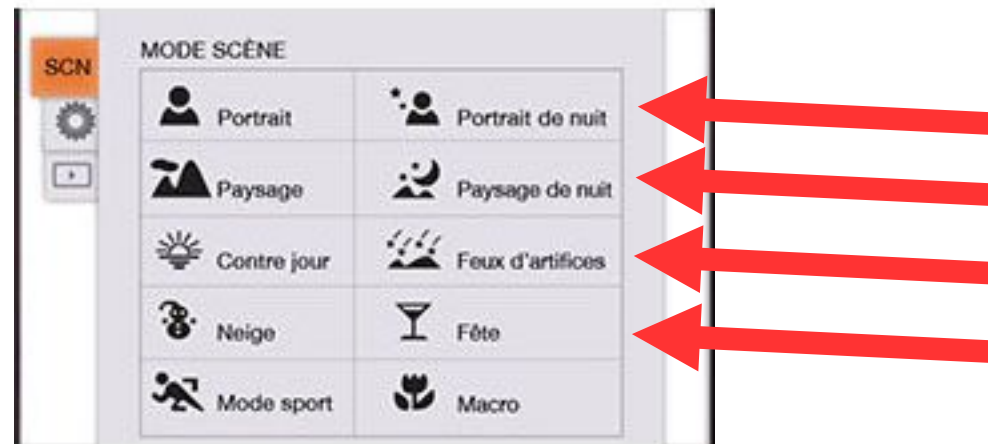 MODE SCÈNE
SCN
Portrait Portrait de nuit
Paysage Paysage de nuit
Contre jour Feux d'artifices
Neige Fête
Mode sport Macro